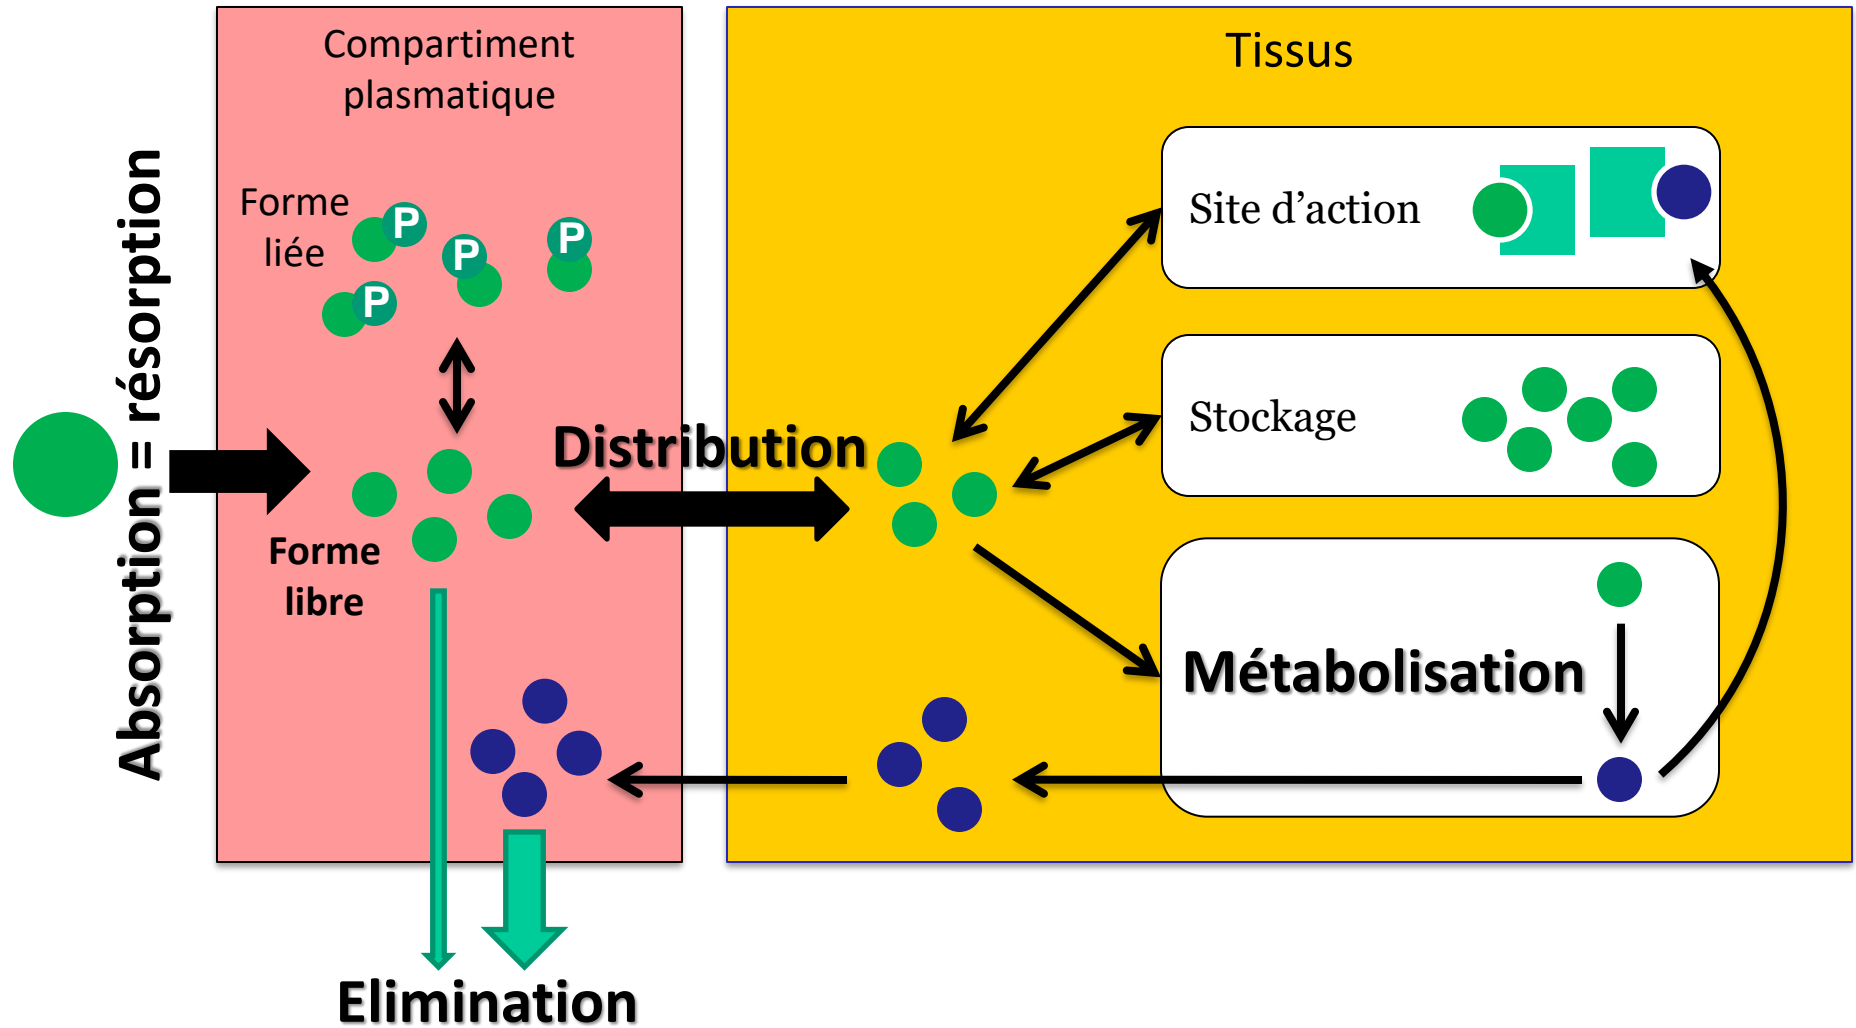 Compartiment
plasmatique
Tissus
Absorption = résorption
Forme
liée
P
P
P
P
Site d’action
Stockage
Distribution
Forme
libre
Métabolisation
Elimination